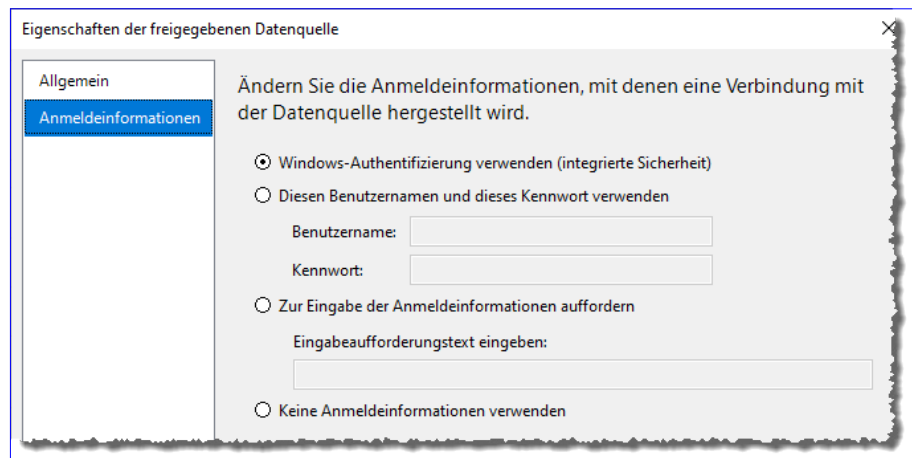 Eigenschaften der freigegebenen Datenquelle
Allgemein
Anmeldeinformationen
Ändern Sie die Anmeldeinformationen, mit denen eine Verbindung mit
der Datenquelle hergestellt wird.
Windows-Authentifizierung verwenden (integrierte Sicherheit)
Diesen Benutzernamen und dieses Kennwort verwenden
Benutzername:
Kennwort:
Zur Eingabe der Anmeldeinformationen auffordern
Eingabeaufforderungstext eingeben:
Keine Anmeldeinformationen verwenden